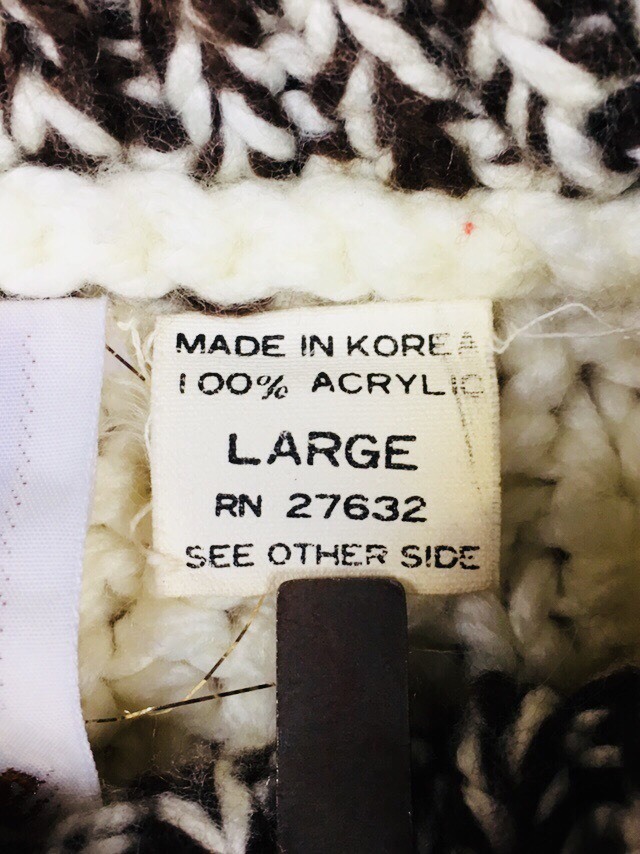 MADE IN KOREA
100% ACRYLIC
LARGE
RN 27632
SEE OTHER SIDE